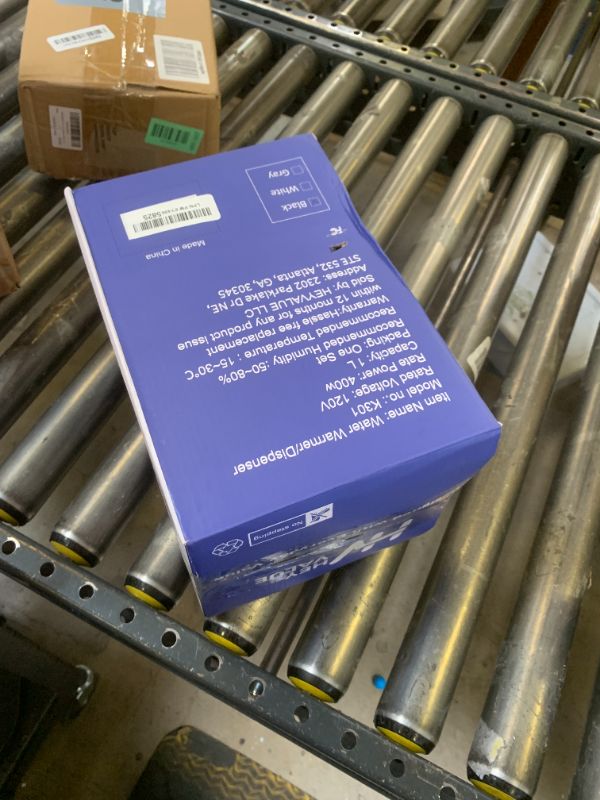 Item Name: Water Warmer/Dispenser
Model no.: K301
Rated Voltage: 120V
Rate Power: 400w
Capacity: 1 L
Packing: One Set
Recommended Humidity :50~80%
Recommended Temperature : 15~30°C
Warranty:Hassle free replacement
within 12 months for any product issue
Sold by: HEYVALUE LLC
Address: 2302 Parklake Dr NE,
STE 532, Atlanta, GA, 30345
FC
Made in China
Black
White
Gray
No stepping